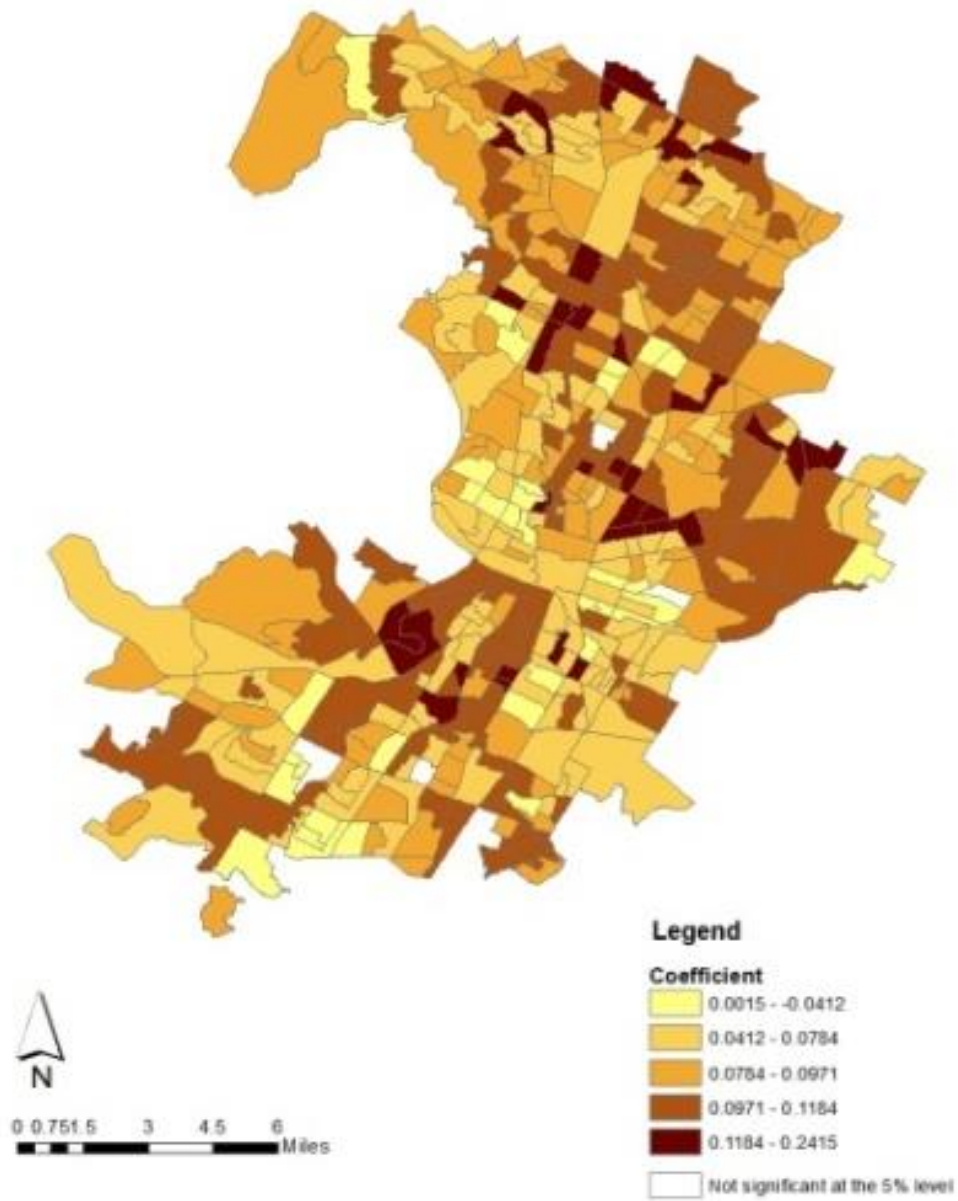 Legend
Coefficient
0.0015 - -0.0412
0.0412 - 0.0784
0.0784 - 0.0971
0.0971 - 0.1184
0.1184 - 0.2415
Not significant at the 5% level
N
0 0.751.5 3 4.5 6
Miles